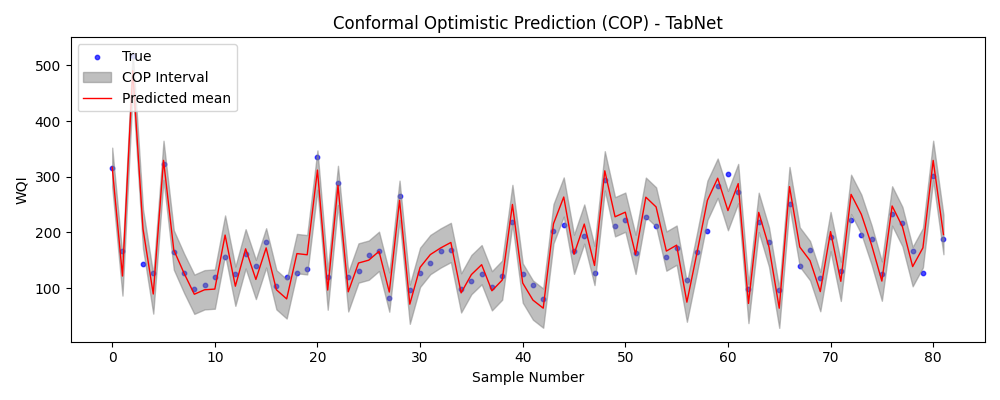 Conformal Optimistic Prediction (COP) - TabNet
True
COP Interval
Predicted mean
WQI
500
400
300
200
100
0 10 20 30 40 50 60 70 80
Sample Number